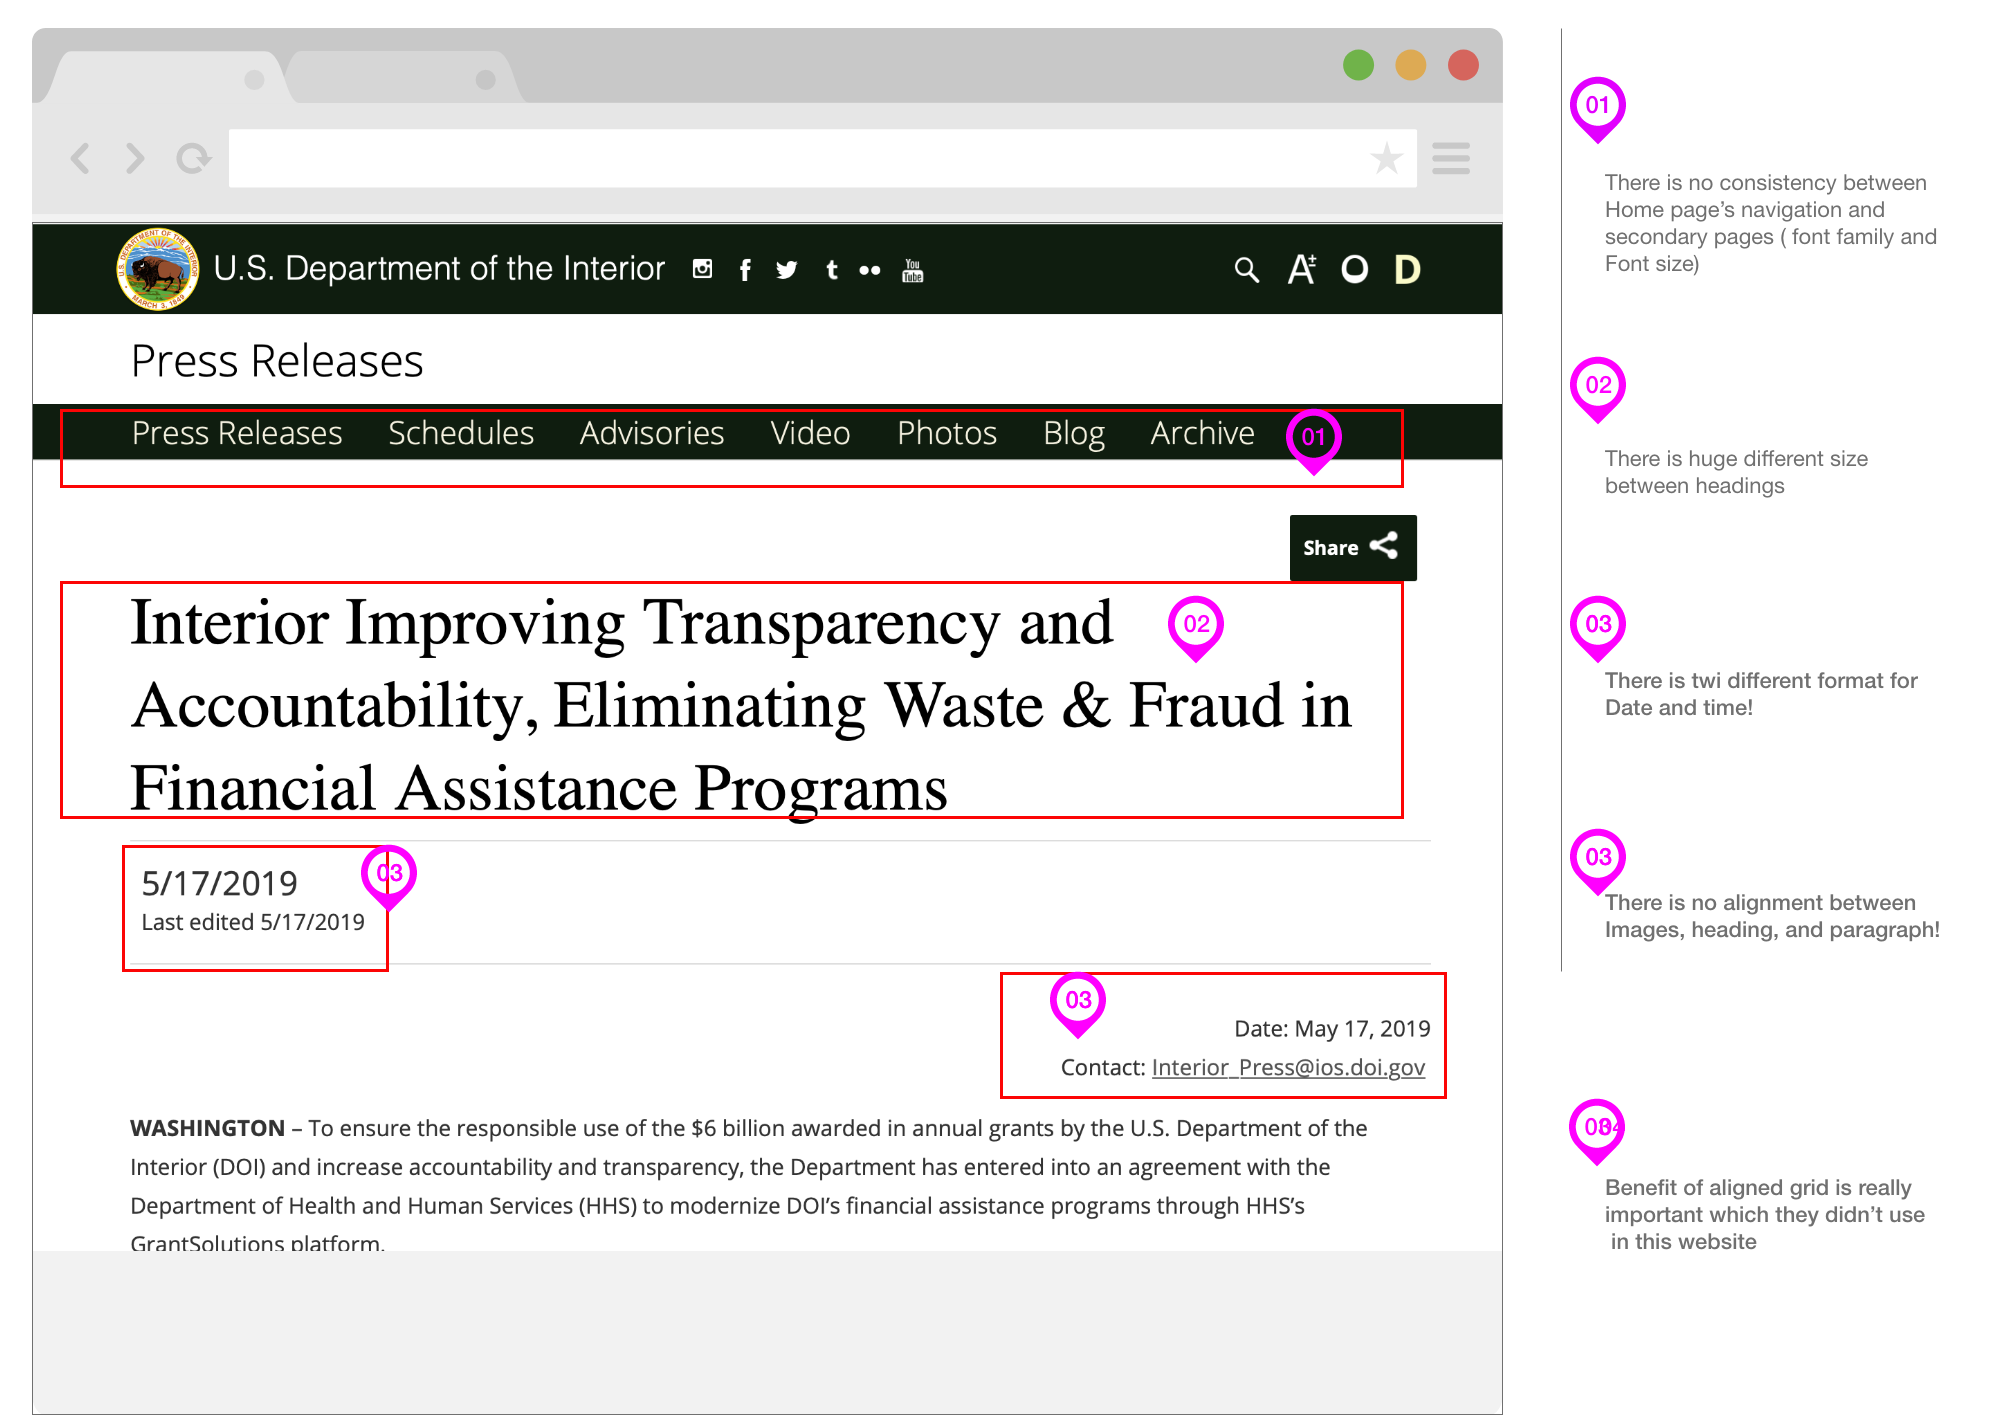 U.S. Department of the Interior
You
Tube
A±
O
D
Press Releases
Press Releases Schedules Advisories Video Photos Blog Archive
01
Share
Interior Improving Transparency and
Accountability, Eliminating Waste & Fraud in
Financial Assistance Programs
02
5/17/2019
Last edited 5/17/2019
03
03
Date: May 17, 2019
Contact: Interior_Press@ios.doi.gov
WASHINGTON – To ensure the responsible use of the $6 billion awarded in annual grants by the U.S. Department of the
Interior (DOI) and increase accountability and transparency, the Department has entered into an agreement with the
Department of Health and Human Services (HHS) to modernize DOI’s financial assistance programs through HHS’s
GrantSolutions platform.
01
There is no consistency between
Home page’s navigation and
secondary pages ( font family and
Font size)
02
There is huge different size
between headings
03
There is twi different format for
Date and time!
03
There is no alignment between
Images, heading, and paragraph!
Benefit of aligned grid is really
important which they didn’t use
in this website